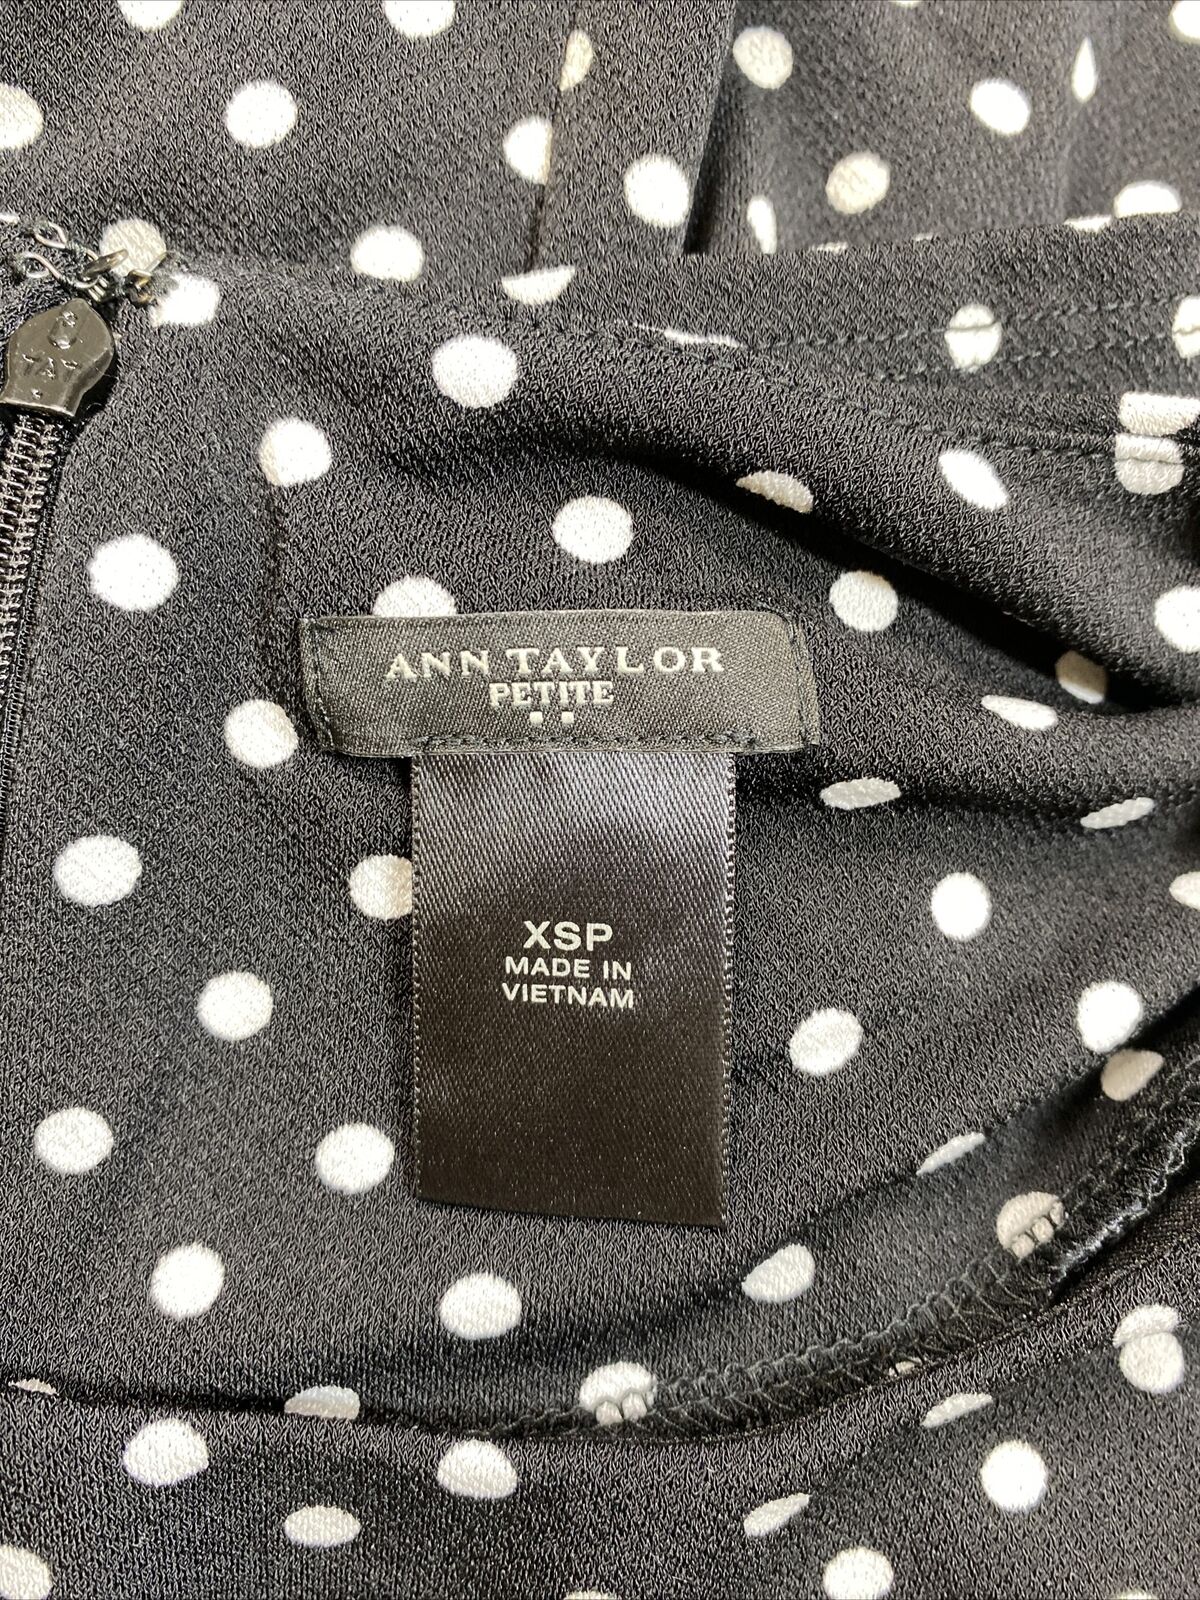 ANN TAYLOR
PETITE
XSP
MADE IN
VIETNAM